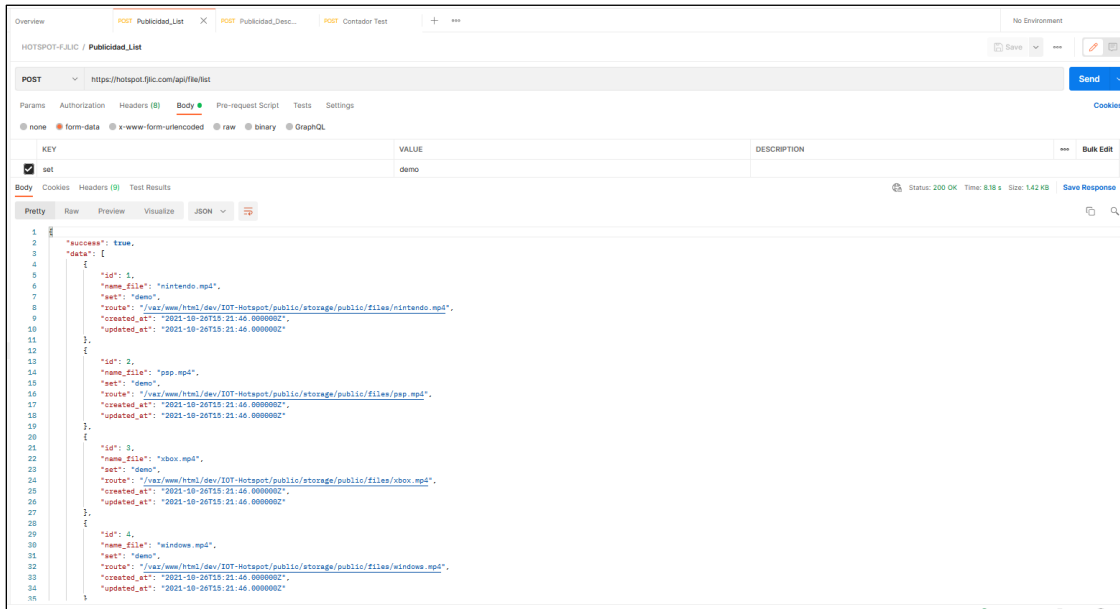 Overview POST Publicidad_List POST Publicidad_Desc... POST Contador Test No Environment
HOTSPOT-FJLIC / Publicidad_List Save
POST https://hotspot.fjlic.com/api/file/list Send
Params Authorization Headers (8) Body Pre-request Script Tests Settings Cookies
none form-data x-www-form-urlencoded raw binary GraphQL
KEY VALUE DESCRIPTION Bulk Edit
set demo
Body Cookies Headers (9) Test Results Status: 200 OK Time: 8.18 s Size: 1.42 KB Save Response
Pretty Raw Preview Visualize JSON
1 {
2 "success": true,
3 "data": [
4 {
5 "id": 1,
6 "name_file": "nintendo.mp4",
7 "set": "demo",
8 "route": "/var/www/html/dev/IOT-Hotspot/public/storage/public/files/nintendo.mp4",
9 "created_at": "2021-10-26T15:21:46.000000Z",
10 "updated_at": "2021-10-26T15:21:46.000000Z"
11 },
12 {
13 "id": 2,
14 "name_file": "psp.mp4",
15 "set": "demo",
16 "route": "/var/www/html/dev/IOT-Hotspot/public/storage/public/files/psp.mp4",
17 "created_at": "2021-10-26T15:21:46.000000Z",
18 "updated_at": "2021-10-26T15:21:46.000000Z"
19 },
20 {
21 "id": 3,
22 "name_file": "xbox.mp4",
23 "set": "demo",
24 "route": "/var/www/html/dev/IOT-Hotspot/public/storage/public/files/xbox.mp4",
25 "created_at": "2021-10-26T15:21:46.000000Z",
26 "updated_at": "2021-10-26T15:21:46.000000Z"
27 },
28 {
29 "id": 4,
30 "name_file": "windows.mp4",
31 "set": "demo",
32 "route": "/var/www/html/dev/IOT-Hotspot/public/storage/public/files/windows.mp4",
33 "created_at": "2021-10-26T15:21:46.000000Z",
34 "updated_at": "2021-10-26T15:21:46.000000Z"
35 }